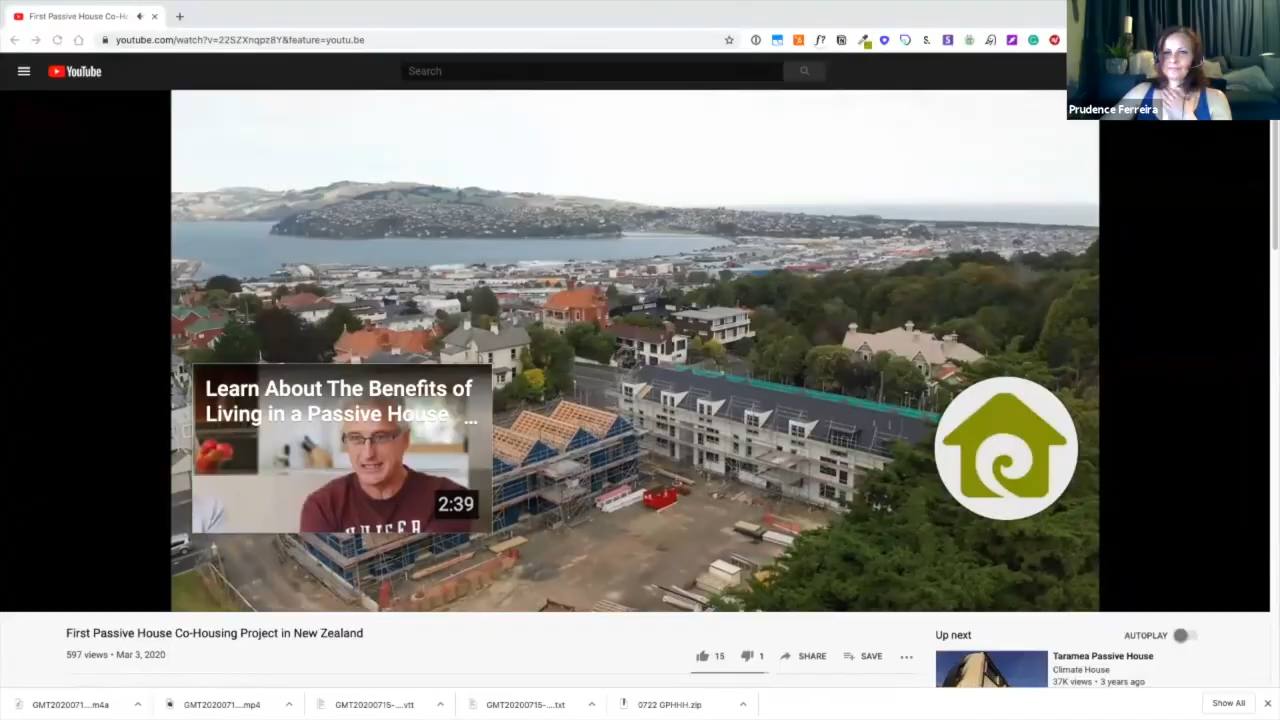 First Passive House Co-Ho
youtube.com/watch?v=22SZXnqpz8Y&feature=youtu.be
YouTube
Search
Prudence Ferreira
Learn About The Benefits of
Living in a Passive House ...
2:39
First Passive House Co-Housing Project in New Zealand
597 views • Mar 3, 2020
15
1
SHARE
SAVE
Up next
AUTOPLAY
Taramea Passive House
Climate House
37K views • 3 years ago
GMT2020071....m4a
GMT2020071....mp4
GMT20200715-....vtt
GMT20200715-....txt
0722 GPHHH.zip
Show All